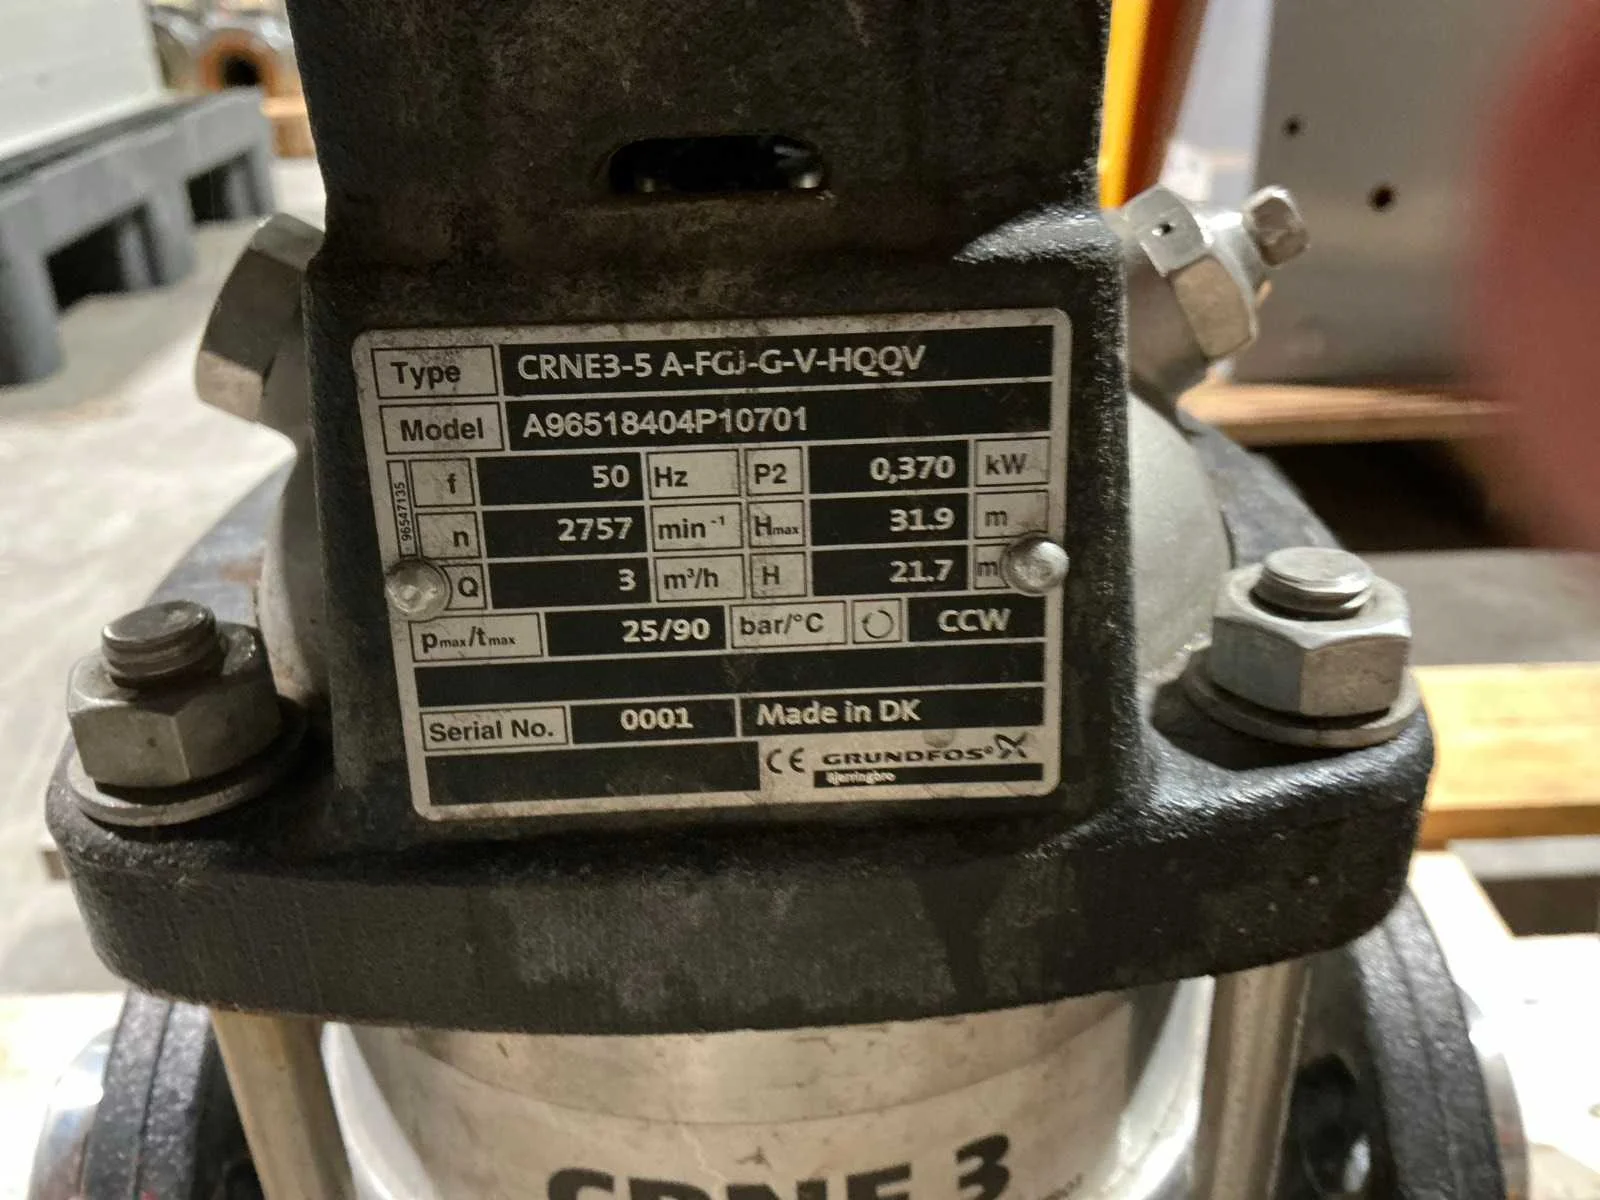 Type CRNE3-5 A-FGJ-G-V-HQQV
Model A96518404P10701
96547135
f 50 Hz P2 0,370 kW
n 2757 min⁻¹ Hmax 31.9 m
Q 3 m³/h H 21.7 m
pmax/tmax 25/90 bar/°C CCW
Serial No. 0001 Made in DK
CE GRUNDFOS
Bjerringbro
CRNE 3